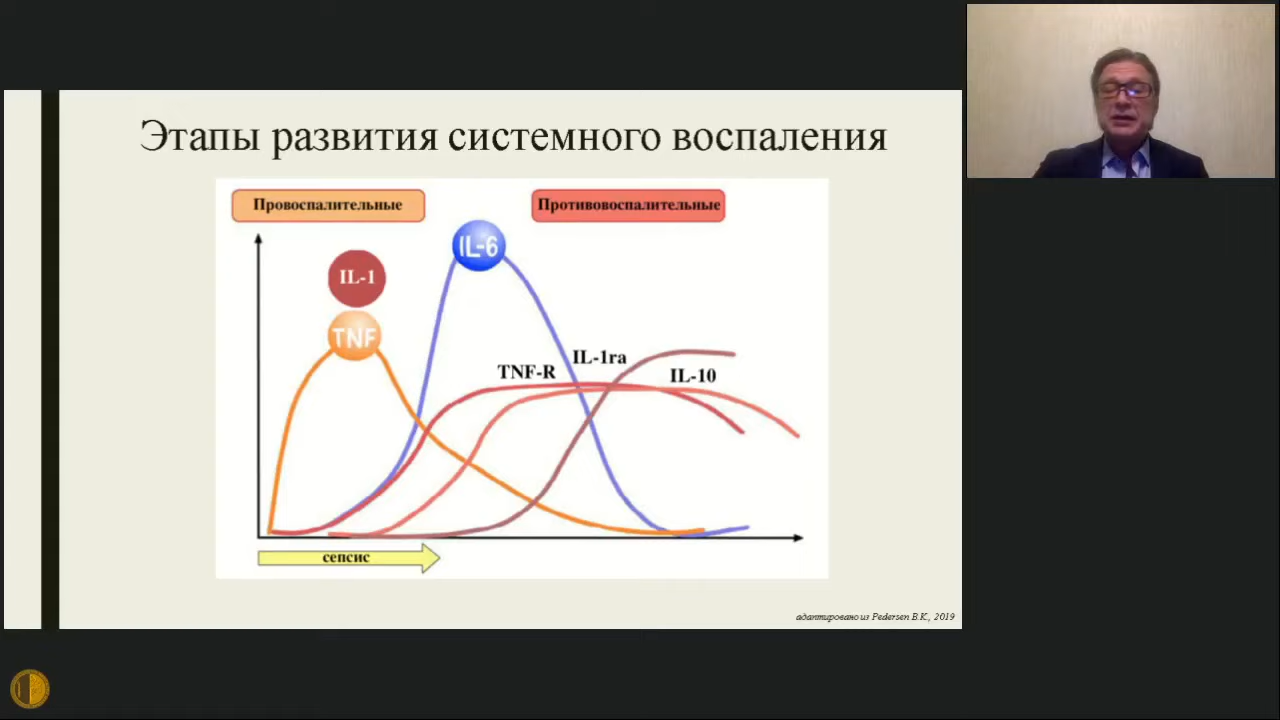 Этапы развития системного воспаления
Провоспалительные
Противовоспалительные
IL-6
IL-1
TNF
IL-1ra
TNF-R
IL-10
сепсис
адаптировано из Pedersen B.K., 2019